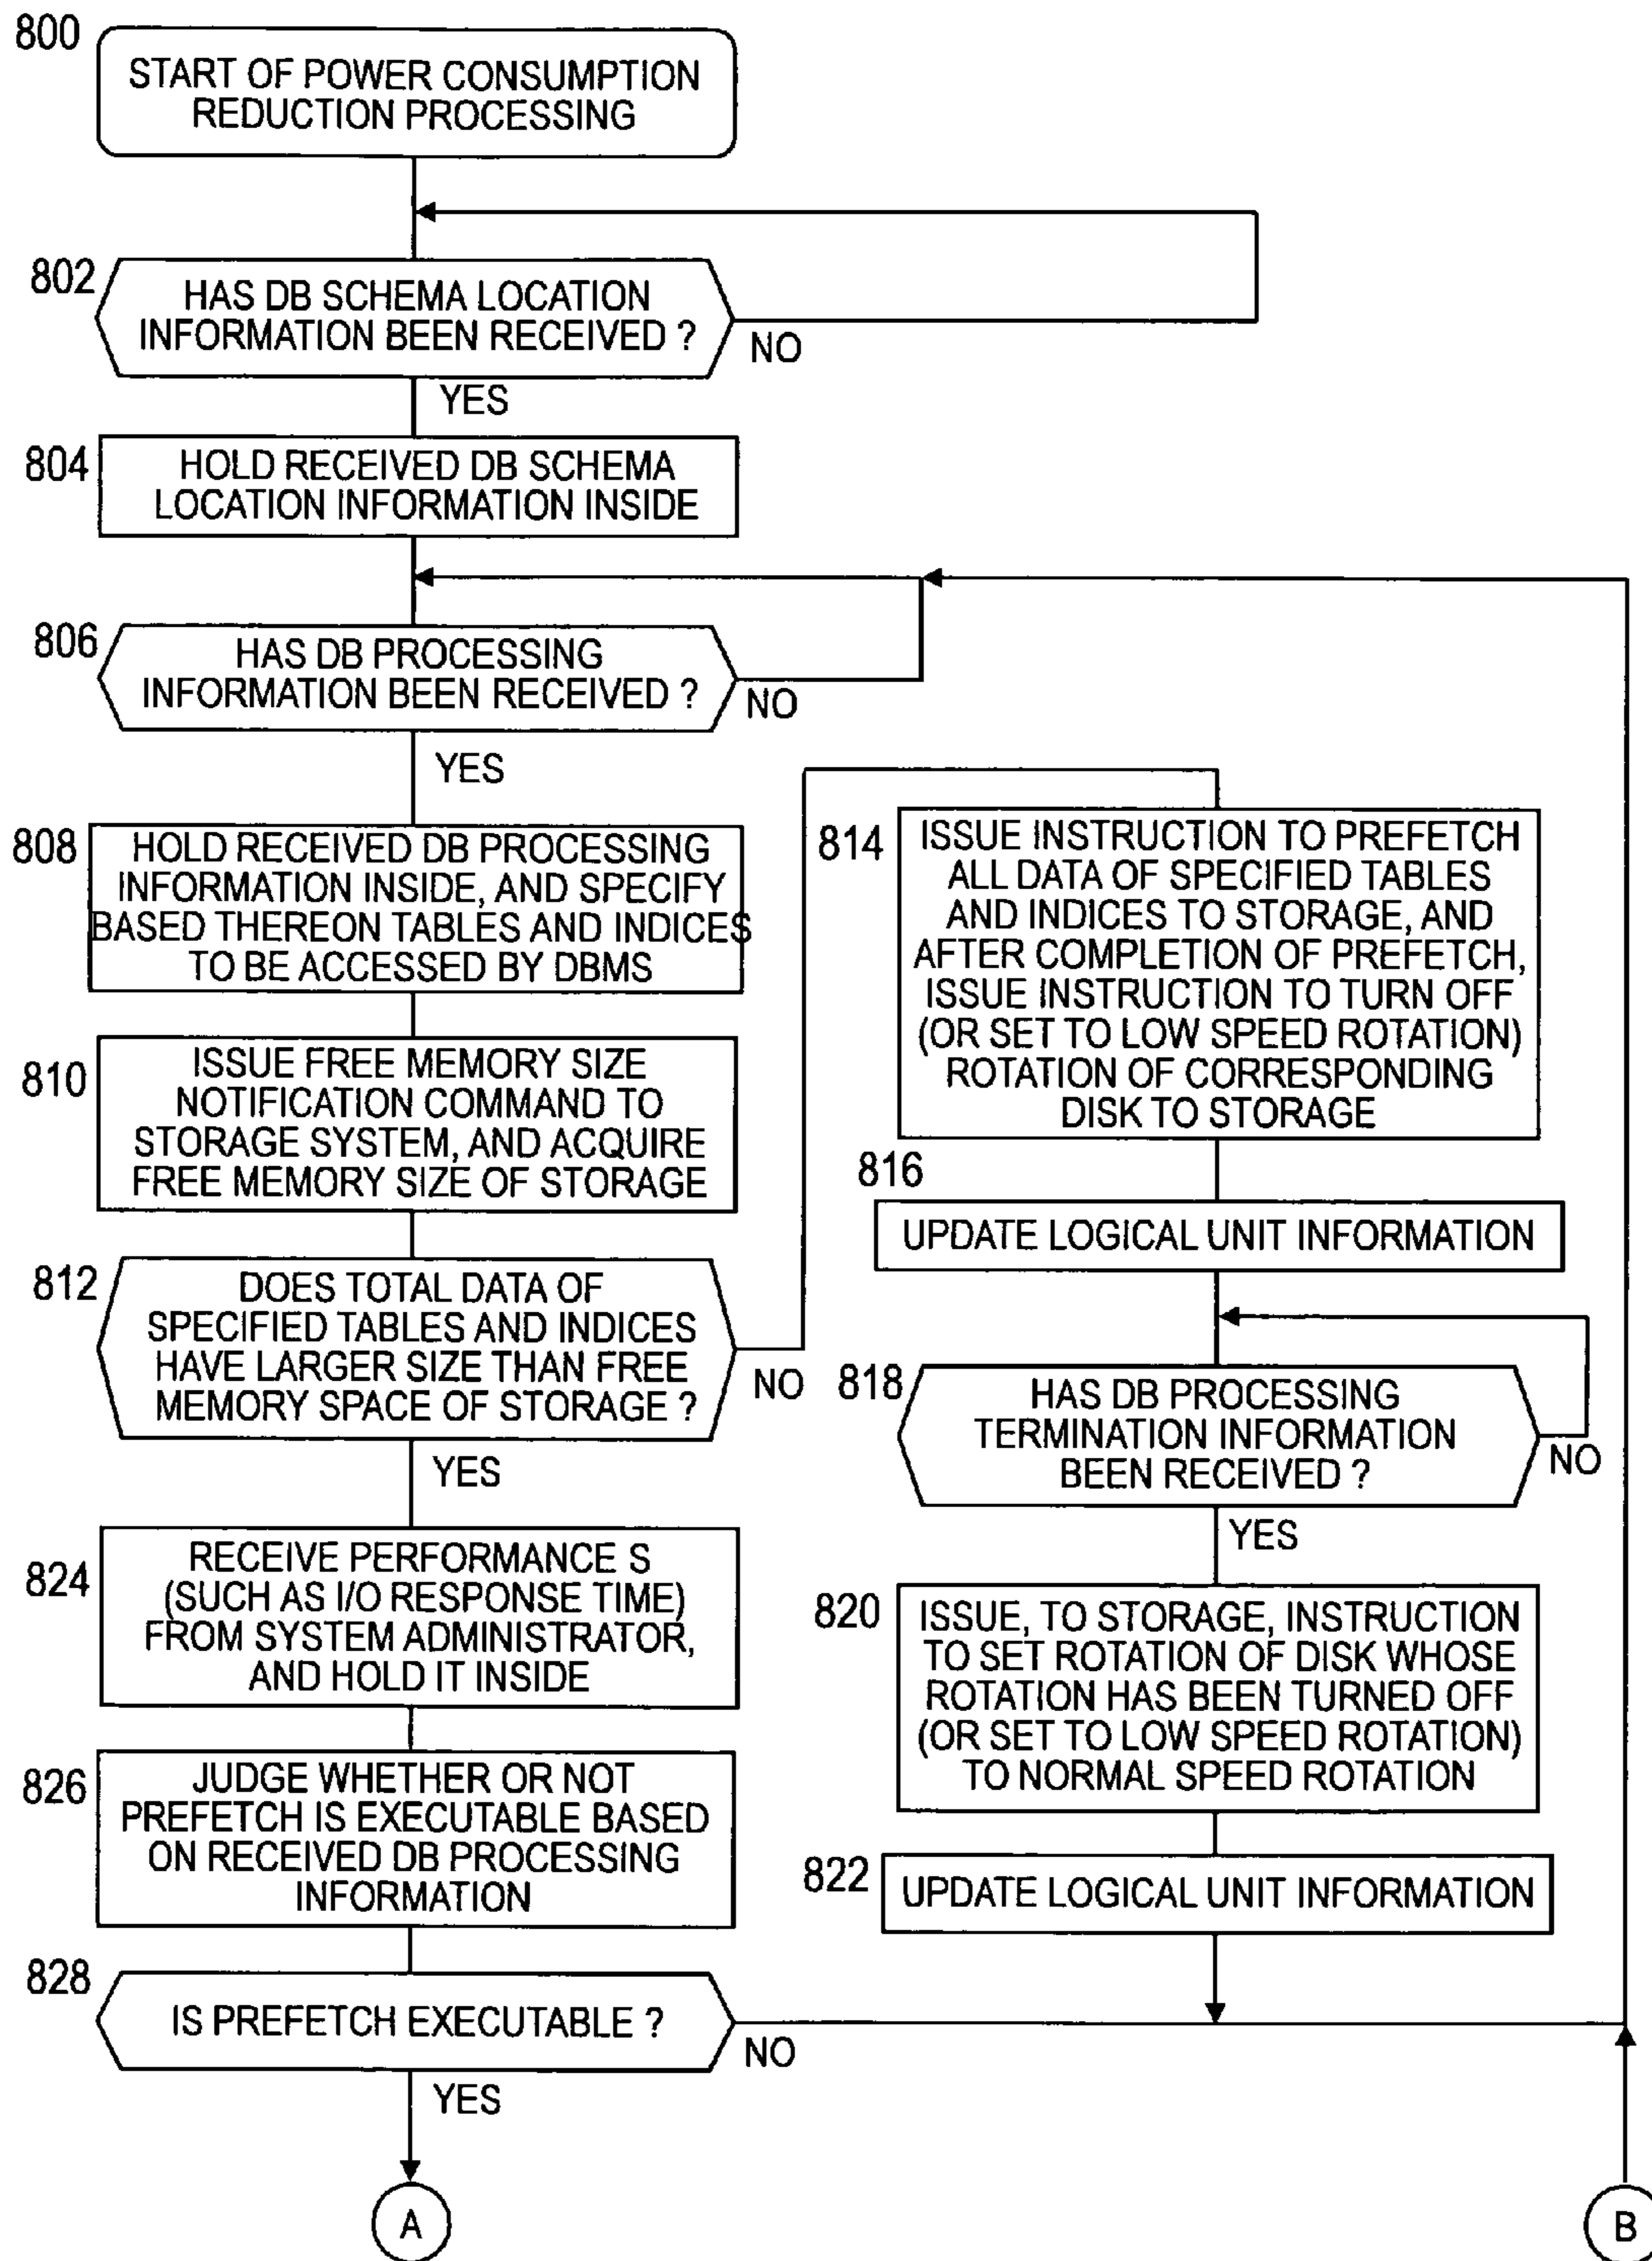 800
START OF POWER CONSUMPTION
REDUCTION PROCESSING
802
HAS DB SCHEMA LOCATION
INFORMATION BEEN RECEIVED ?
NO
YES
804
HOLD RECEIVED DB SCHEMA
LOCATION INFORMATION INSIDE
806
HAS DB PROCESSING
INFORMATION BEEN RECEIVED ?
NO
YES
808
HOLD RECEIVED DB PROCESSING
INFORMATION INSIDE, AND SPECIFY
BASED THEREON TABLES AND INDICES
TO BE ACCESSED BY DBMS
810
ISSUE FREE MEMORY SIZE
NOTIFICATION COMMAND TO
STORAGE SYSTEM, AND ACQUIRE
FREE MEMORY SIZE OF STORAGE
812
DOES TOTAL DATA OF
SPECIFIED TABLES AND INDICES
HAVE LARGER SIZE THAN FREE
MEMORY SPACE OF STORAGE ?
NO
YES
814
ISSUE INSTRUCTION TO PREFETCH
ALL DATA OF SPECIFIED TABLES
AND INDICES TO STORAGE, AND
AFTER COMPLETION OF PREFETCH,
ISSUE INSTRUCTION TO TURN OFF
(OR SET TO LOW SPEED ROTATION)
ROTATION OF CORRESPONDING
DISK TO STORAGE
816
UPDATE LOGICAL UNIT INFORMATION
818
HAS DB PROCESSING
TERMINATION INFORMATION
BEEN RECEIVED ?
NO
YES
820
ISSUE, TO STORAGE, INSTRUCTION
TO SET ROTATION OF DISK WHOSE
ROTATION HAS BEEN TURNED OFF
(OR SET TO LOW SPEED ROTATION)
TO NORMAL SPEED ROTATION
822
UPDATE LOGICAL UNIT INFORMATION
824
RECEIVE PERFORMANCE S
(SUCH AS I/O RESPONSE TIME)
FROM SYSTEM ADMINISTRATOR,
AND HOLD IT INSIDE
826
JUDGE WHETHER OR NOT
PREFETCH IS EXECUTABLE BASED
ON RECEIVED DB PROCESSING
INFORMATION
828
IS PREFETCH EXECUTABLE ?
NO
YES
A
B